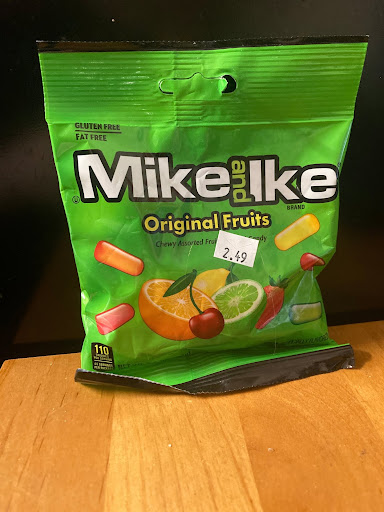 GLUTEN FREE
FAT FREE
Mike and Ike
BRAND
Original Fruits
Chewy Assorted Fru
2.49
110